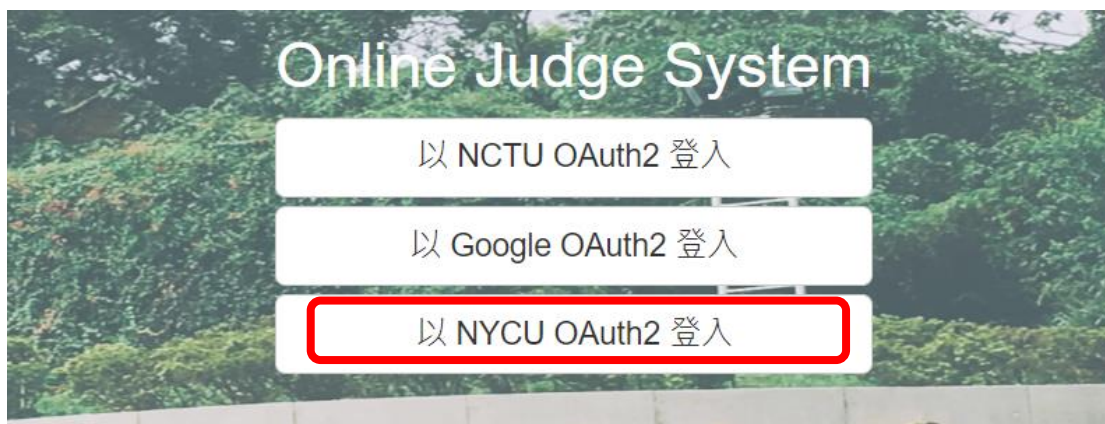 Online Judge System
以 NCTU OAuth2 登入
以 Google OAuth2 登入
以 NYCU OAuth2 登入